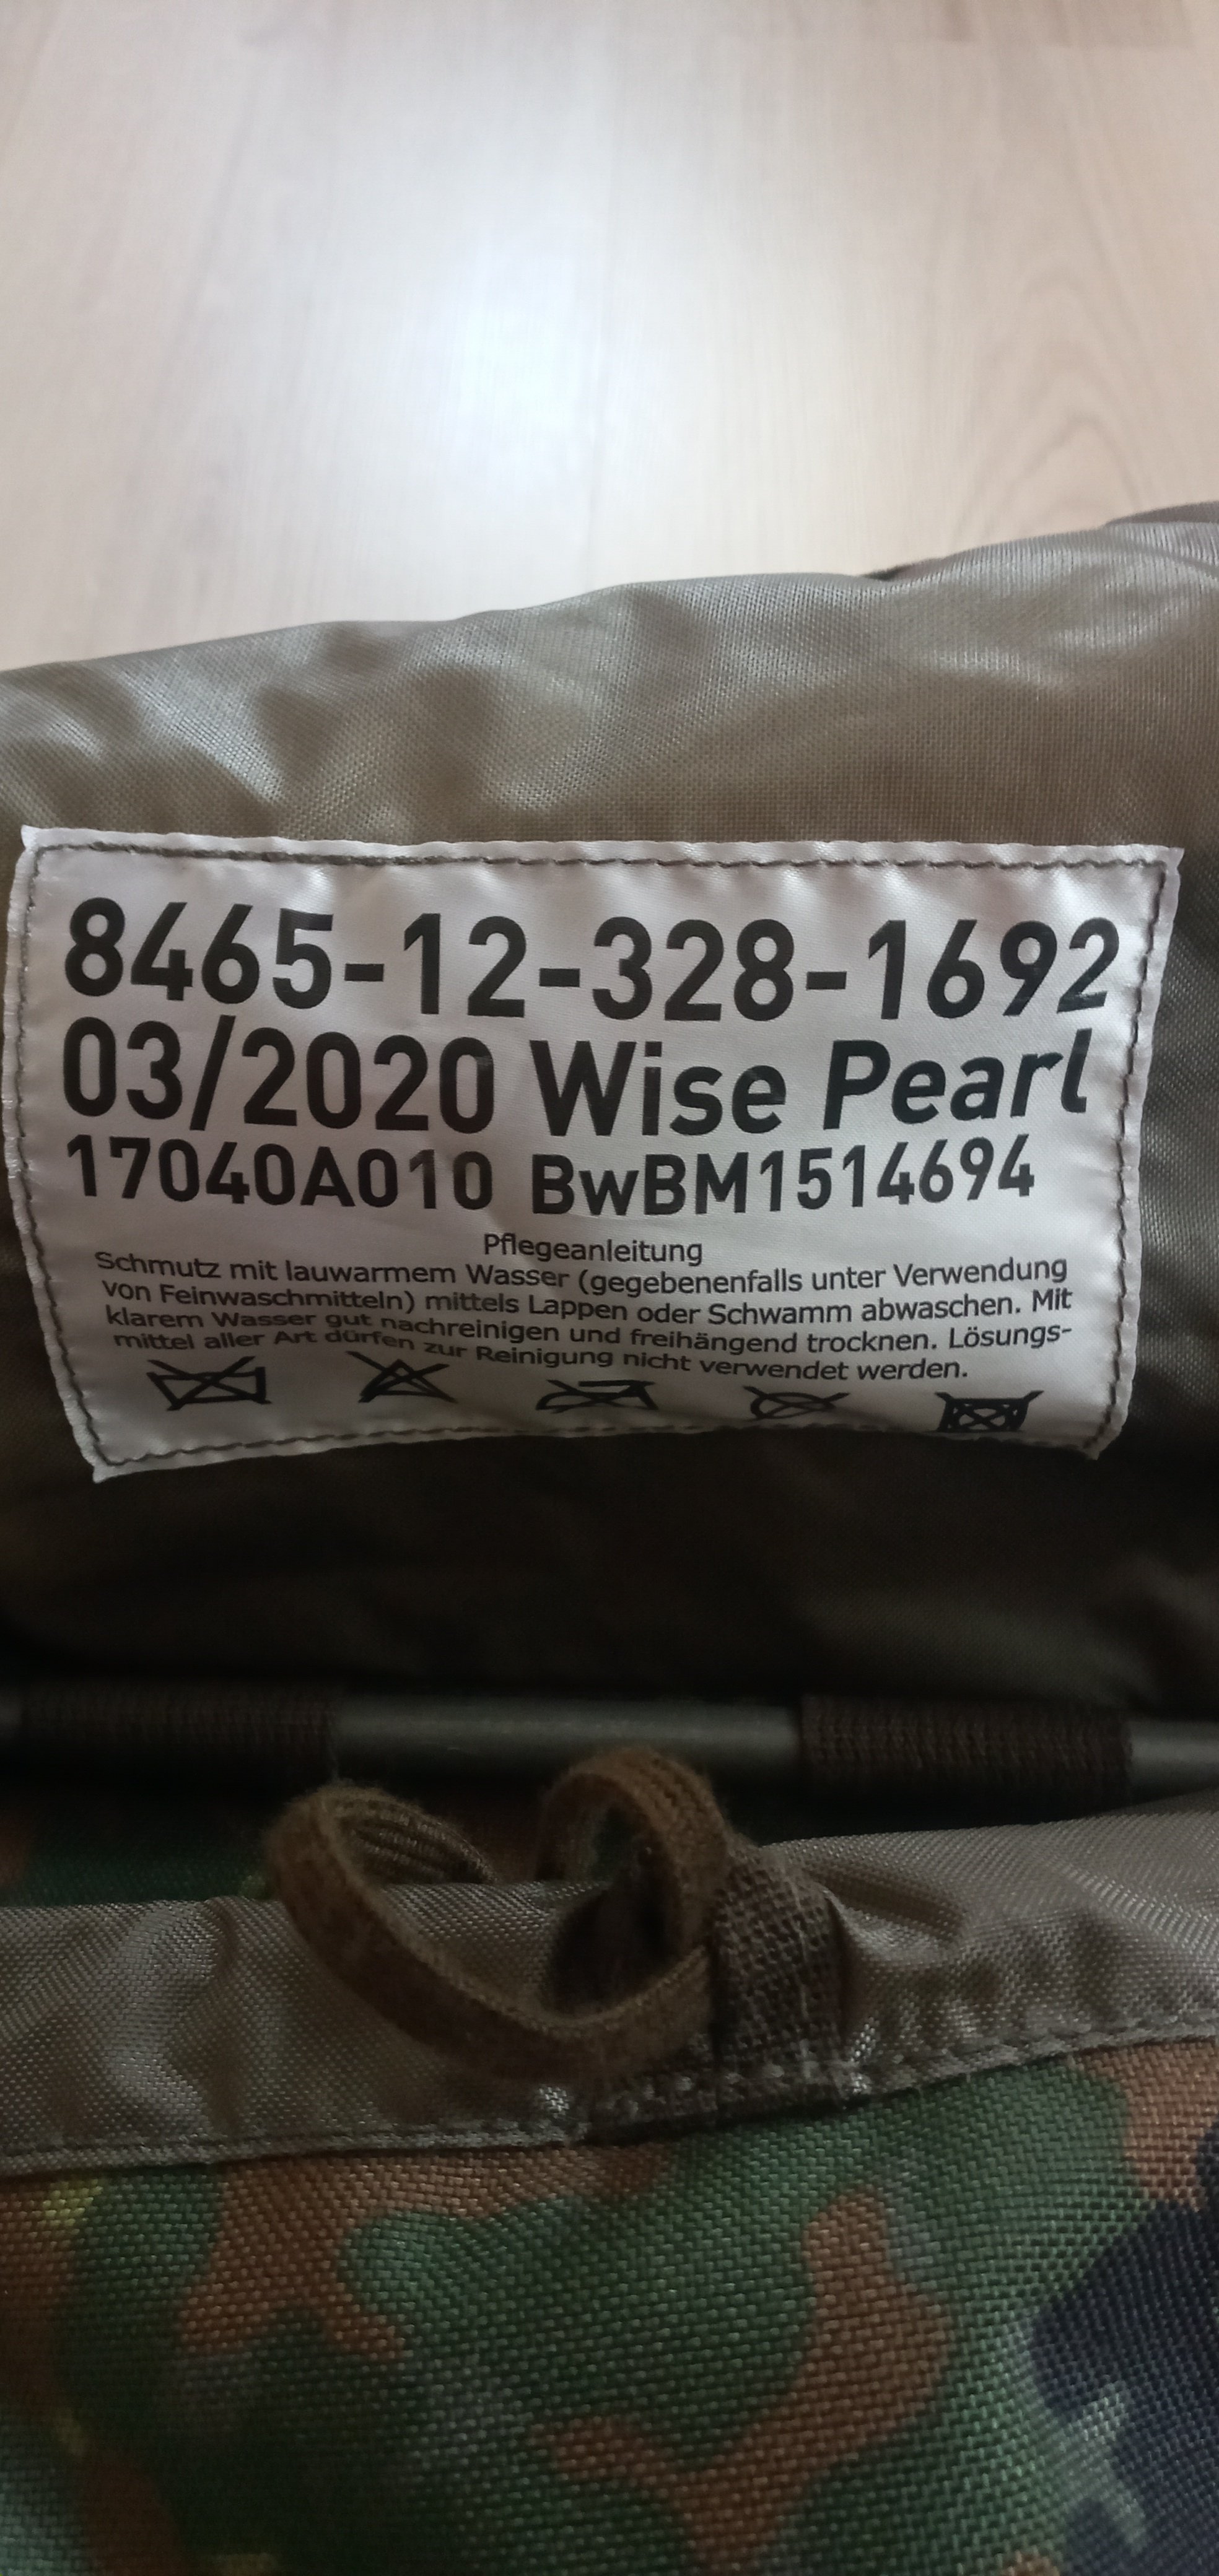 8465-12-328-1692
03/2020 Wise Pearl
17040A010 BwBM1514694
Pflegeanleitung
Schmutz mit lauwarmem Wasser (gegebenenfalls unter Verwendung
von Feinwaschmitteln) mittels Lappen oder Schwamm abwaschen. Mit
klarem Wasser gut nachreinigen und freihängend trocknen. Lösungs-
mittel aller Art dürfen zur Reinigung nicht verwendet werden.